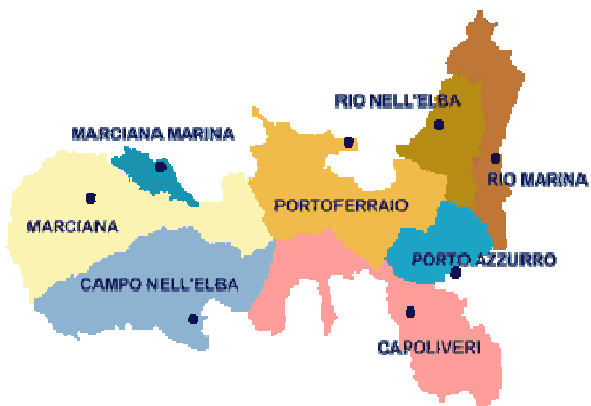 RIO NELL'ELBA
MARCIANA MARINA
RIO MARINA
PORTOFERRAIO
MARCIANA
PORTO AZZURRO
CAMPO NELL'ELBA
CAPOLIVERI